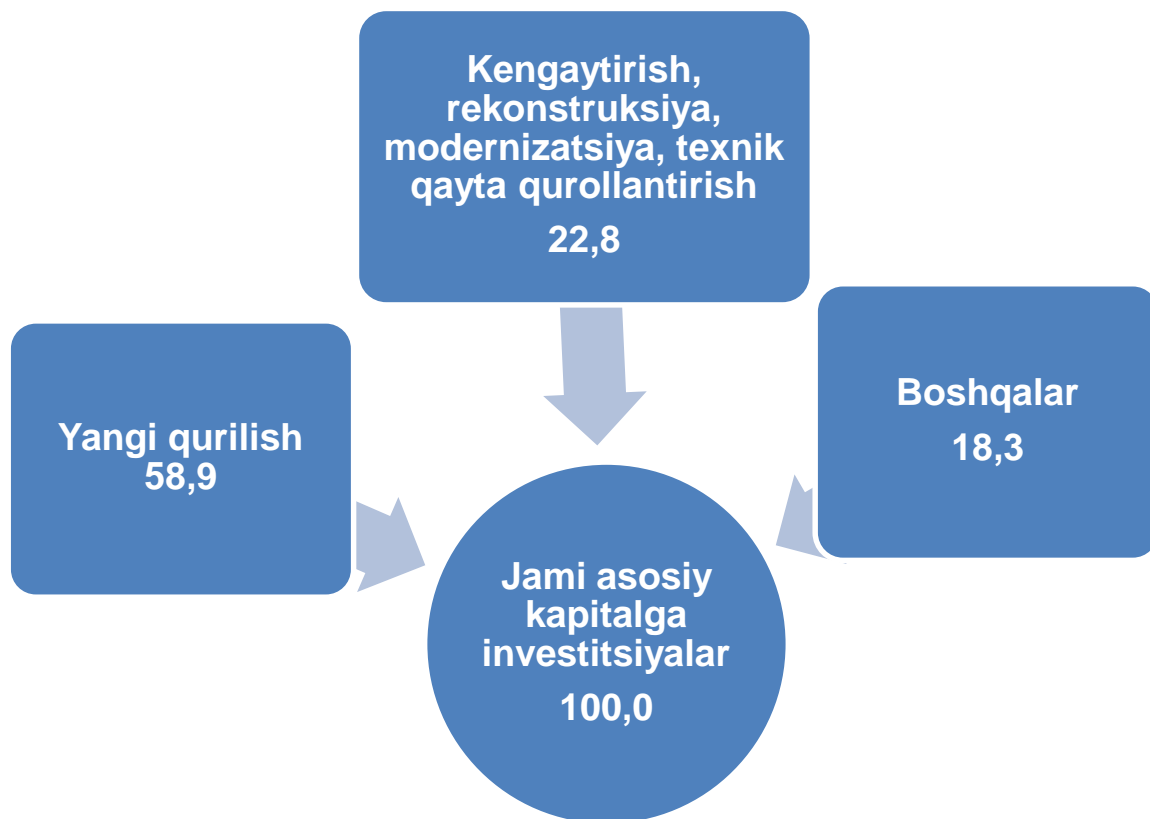 Kengaytirish,
rekonstruksiya,
modernizatsiya, texnik
qayta qurollantirish
22,8
Yangi qurilish
58,9
Boshqalar
18,3
Jami asosiy
kapitalga
investitsiyalar
100,0